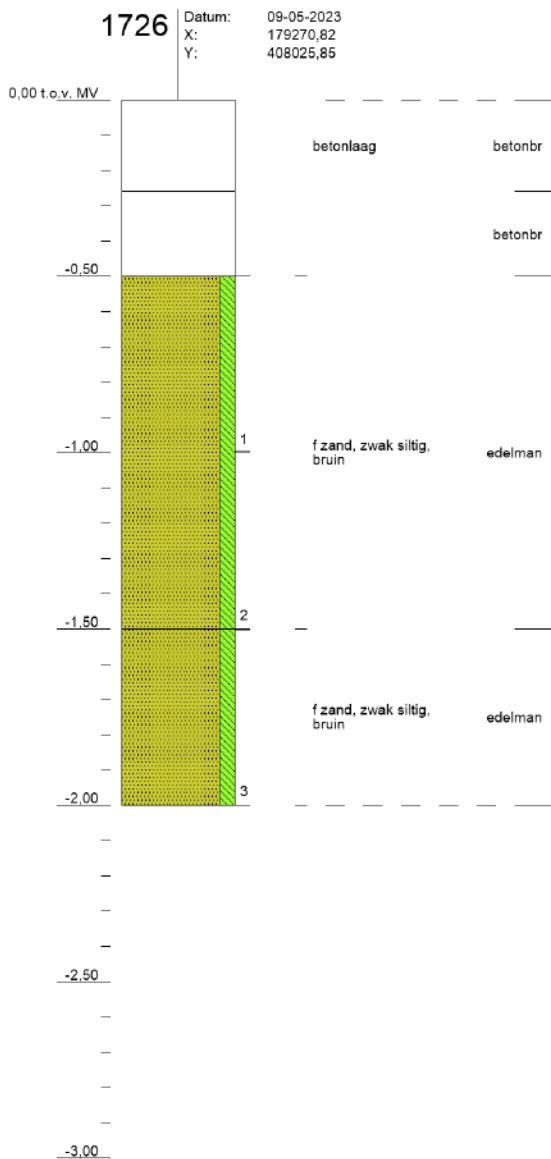 1726
Datum: 09-05-2023
X: 179270,82
Y: 408025,85
0,00 t.o.v. MV
betonlaag betonbr
betonbr
-0,50
1
-1,00 f zand, zwak siltig, edelman
bruin
2
-1,50
f zand, zwak siltig, edelman
bruin
3
-2,00
-2,50
-3,00